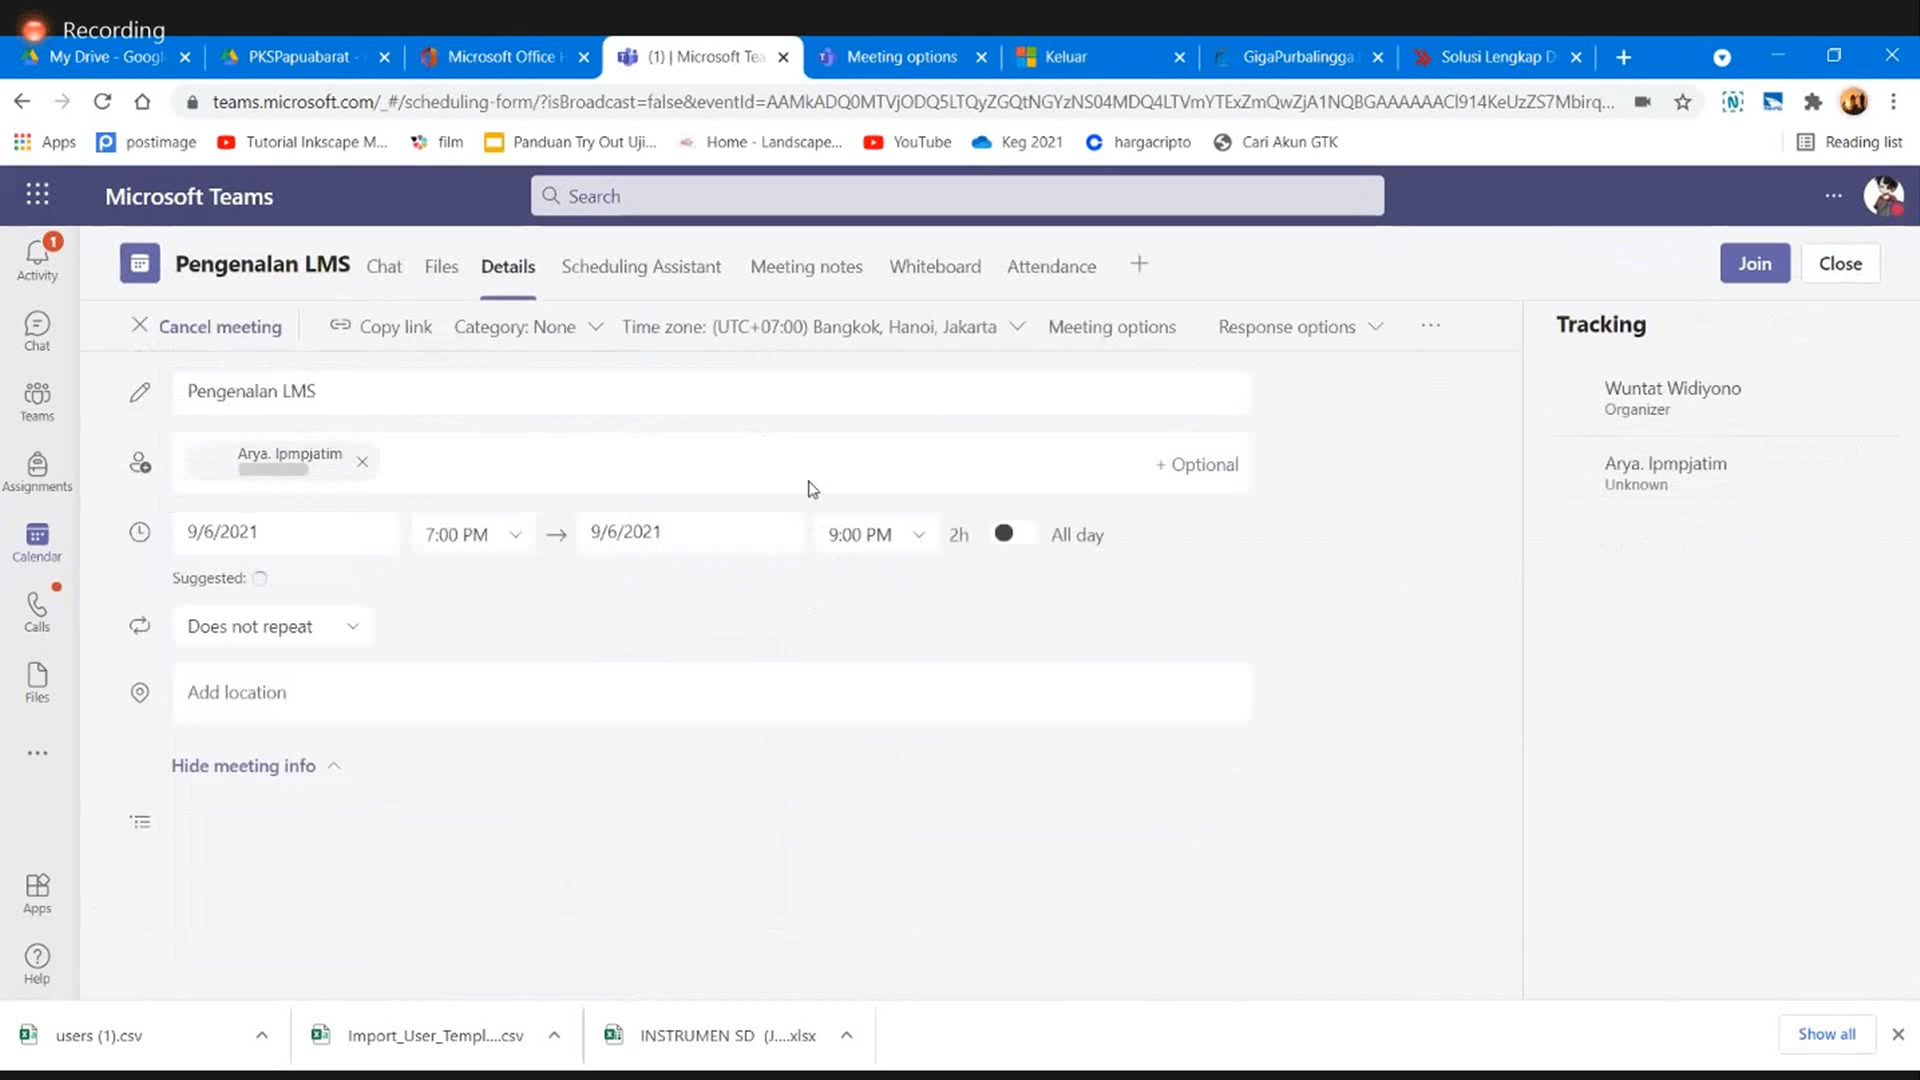 Recording
My Drive - Googl
PKSPapuabarat -
Microsoft Office H
(1) | Microsoft Tea
Meeting options
Keluar
GigaPurbalingga.
Solusi Lengkap D
teams.microsoft.com/_#/scheduling-form/?isBroadcast=false&eventId=AAMkADQ0MTVjODQ5LTQyZGQtNGYzNS04MDQ4LTVmYTExZmQwZjA1NQBGAAAAAACl914KeUzZS7Mbirq...
Apps
postimage
Tutorial Inkscape M...
film
Panduan Try Out Uji...
Home - Landscape...
YouTube
Keg 2021
hargacripto
Cari Akun GTK
Reading list
Microsoft Teams
Search
Activity
1
Chat
Teams
Assignments
Calendar
Calls
Files
Apps
Help
Pengenalan LMS
Chat
Files
Details
Scheduling Assistant
Meeting notes
Whiteboard
Attendance
Join
Close
Cancel meeting
Copy link
Category: None
Time zone: (UTC+07:00) Bangkok, Hanoi, Jakarta
Meeting options
Response options
Pengenalan LMS
Arya. lpmpjatim
+ Optional
9/6/2021
7:00 PM
9/6/2021
9:00 PM
2h
All day
Suggested:
Does not repeat
Add location
Hide meeting info
Tracking
Wuntat Widiyono
Organizer
Arya. lpmpjatim
Unknown
users (1).csv
Import_User_Templ....csv
INSTRUMEN SD (J....xlsx
Show all